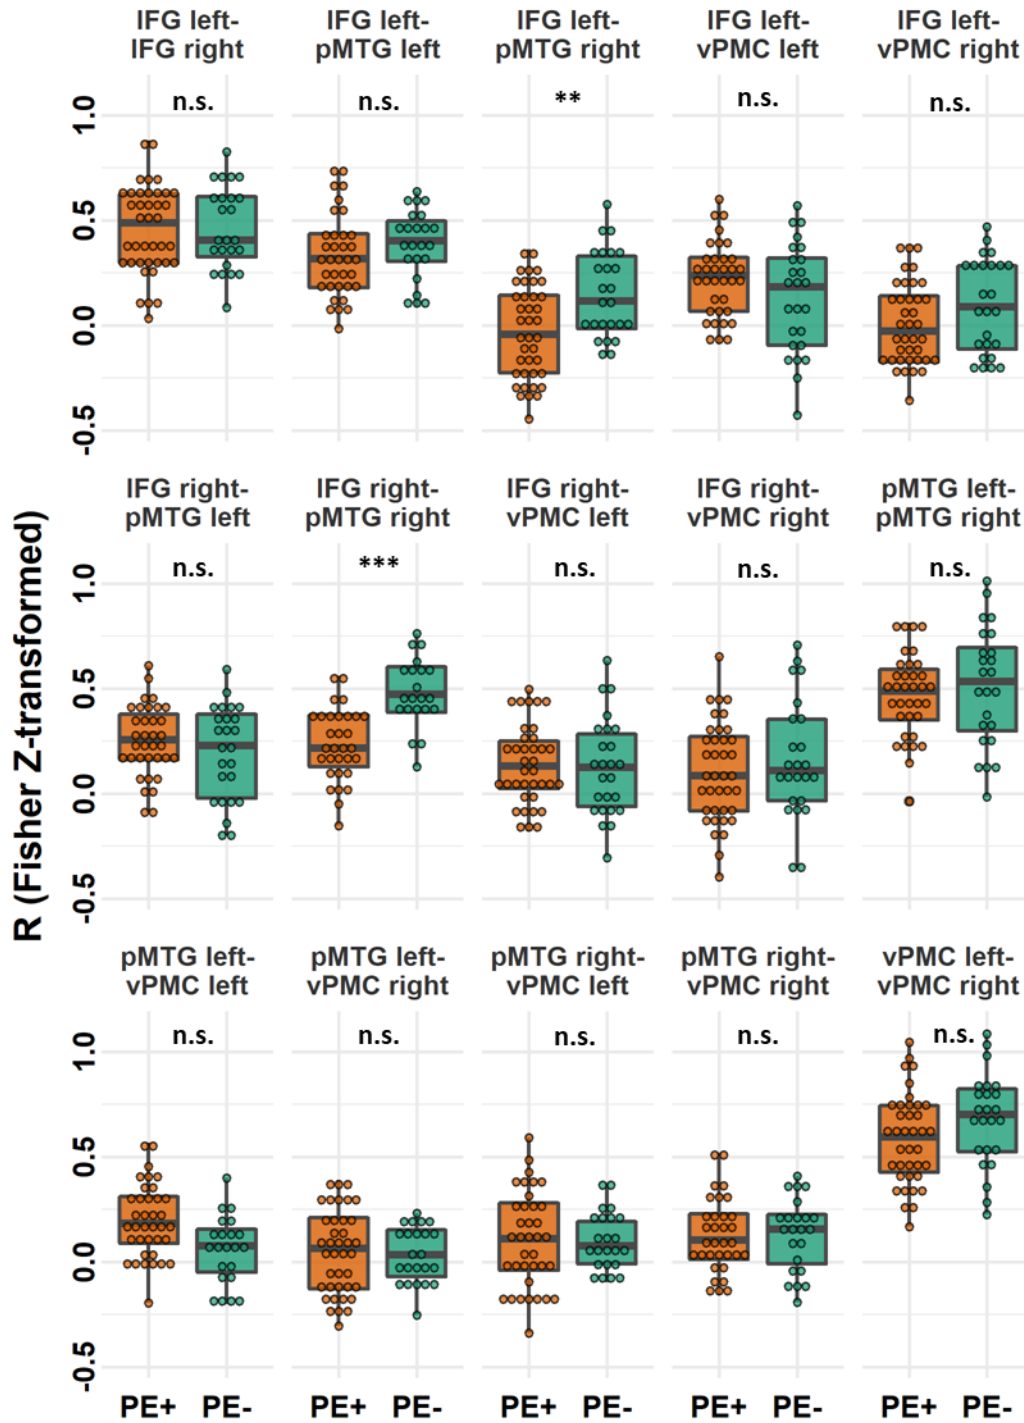 IFG left-
IFG right
IFG left-
pMTG left
IFG left-
pMTG right
IFG left-
vPMC left
IFG left-
vPMC right
n.s.
n.s.
**
n.s.
n.s.
1.0
0.5
0.0
-0.5
IFG right-
pMTG left
IFG right-
pMTG right
IFG right-
vPMC left
IFG right-
vPMC right
pMTG left-
pMTG right
n.s.
***
n.s.
n.s.
n.s.
1.0
0.5
0.0
-0.5
R (Fisher Z-transformed)
pMTG left-
vPMC left
pMTG left-
vPMC right
pMTG right-
vPMC left
pMTG right-
vPMC right
vPMC left-
vPMC right
n.s.
n.s.
n.s.
n.s.
n.s.
1.0
0.5
0.0
-0.5
PE+ PE- PE+ PE- PE+ PE- PE+ PE- PE+ PE-